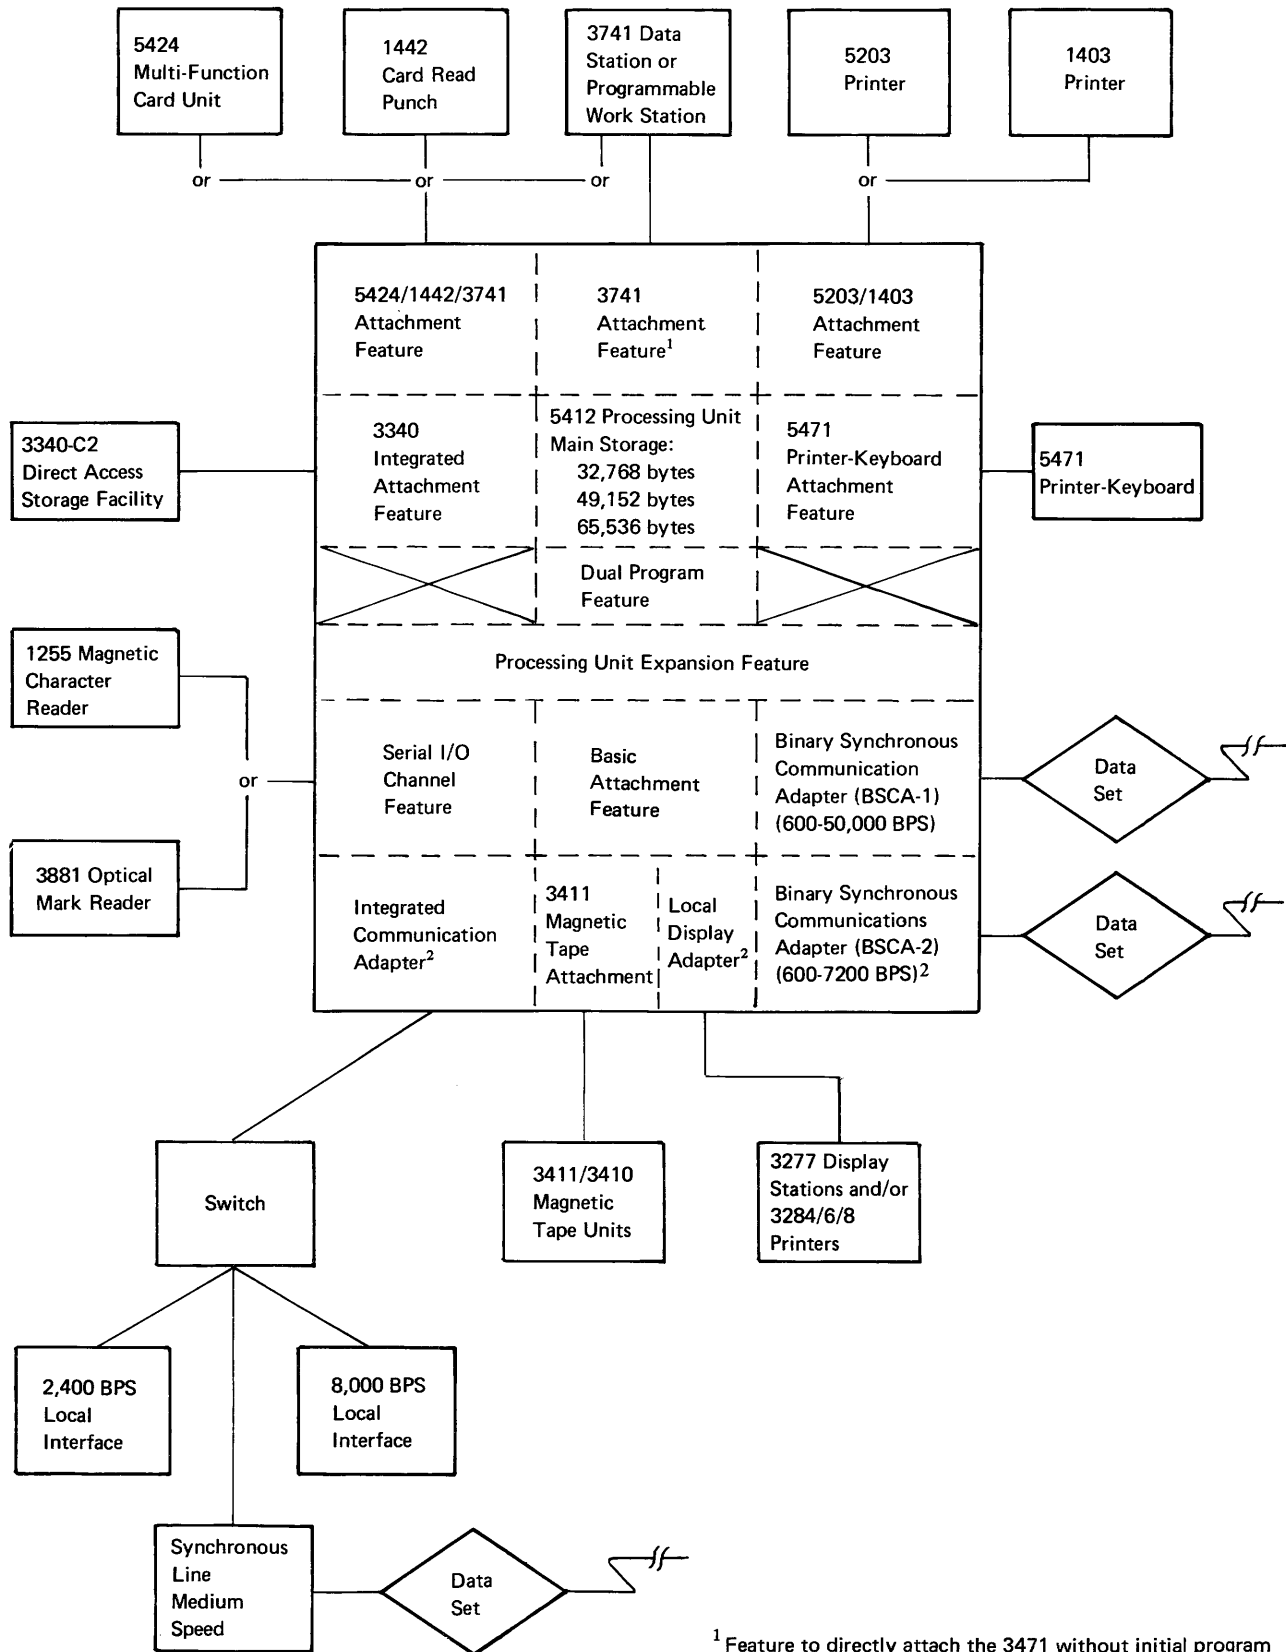 5424
Multi-Function
Card Unit
1442
Card Read
Punch
3741 Data
Station or
Programmable
Work Station
5203
Printer
1403
Printer
or
or
or
or
5424/1442/3741
Attachment
Feature
3741
Attachment
Feature1
5203/1403
Attachment
Feature
3340-C2
Direct Access
Storage Facility
3340
Integrated
Attachment
Feature
5412 Processing Unit
Main Storage:
32,768 bytes
49,152 bytes
65,536 bytes
5471
Printer-Keyboard
Attachment
Feature
5471
Printer-Keyboard
Dual Program
Feature
Processing Unit Expansion Feature
1255 Magnetic
Character
Reader
or
3881 Optical
Mark Reader
Serial I/O
Channel
Feature
Basic
Attachment
Feature
Binary Synchronous
Communication
Adapter (BSCA-1)
(600-50,000 BPS)
Data
Set
Integrated
Communication
Adapter2
3411
Magnetic
Tape
Attachment
Local
Display
Adapter2
Binary Synchronous
Communications
Adapter (BSCA-2)
(600-7200 BPS)2
Data
Set
Switch
3411/3410
Magnetic
Tape Units
3277 Display
Stations and/or
3284/6/8
Printers
2,400 BPS
Local
Interface
8,000 BPS
Local
Interface
Synchronous
Line
Medium
Speed
Data
Set
1 Feature to directly attach the 3471 without initial program